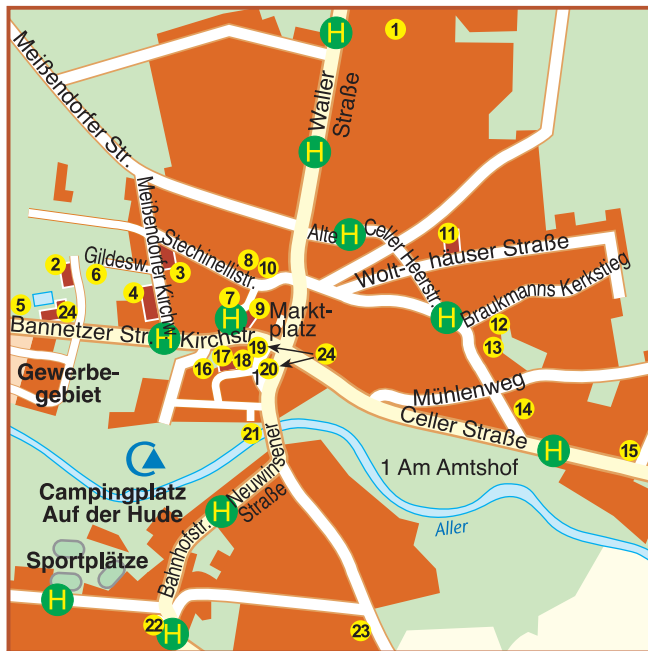 H
1
Meißendorfer Str.
Waller
Straße
H
Meißendorfer Kirchw.
Alte
H
Celler Heerstr.
11
Stechinellistr.
8
10
Wolt-
häuser Straße
2
Gildesw.
6
3
4
5
24
7
H
9
Markt-
platz
H
Braukmanns Kerkstieg
12
13
Bannetzer Str.
H
Kirchstr.
19
24
17
18
16
1
20
Gewerbe-
gebiet
Mühlenweg
14
Celler Straße
21
H
15
1 Am Amtshof
Campingplatz
Auf der Hude
Neuwinsener
Straße
H
Aller
Bahnhofstr.
Sportplätze
H
22
H
23